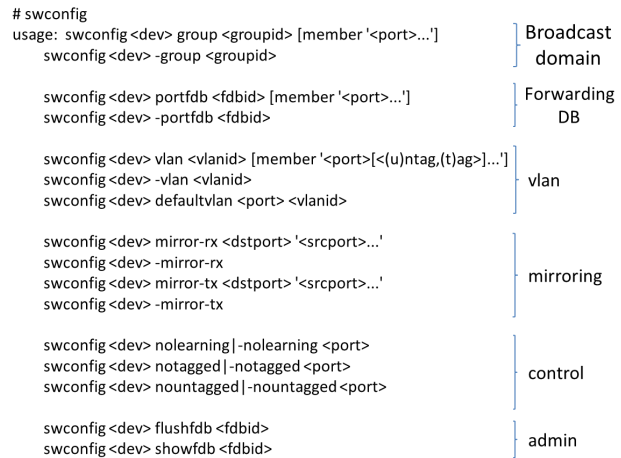 # swconfig
usage: swconfig <dev> group <groupid> [member '<port>...']
swconfig <dev> -group <groupid>
Broadcast
domain
swconfig <dev> portfdb <fdbid> [member '<port>...']
swconfig <dev> -portfdb <fdbid>
Forwarding
DB
swconfig <dev> vlan <vlanid> [member '<port>[<(u)ntag,(t)ag>]...']
swconfig <dev> -vlan <vlanid>
swconfig <dev> defaultvlan <port> <vlanid>
vlan
swconfig <dev> mirror-rx <dstport> '<srcport>...'
swconfig <dev> -mirror-rx
swconfig <dev> mirror-tx <dstport> '<srcport>...'
swconfig <dev> -mirror-tx
mirroring
swconfig <dev> nolearning|-nolearning <port>
swconfig <dev> notagged|-notagged <port>
swconfig <dev> nountagged|-nountagged <port>
control
swconfig <dev> flushfdb <fdbid>
swconfig <dev> showfdb <fdbid>
admin